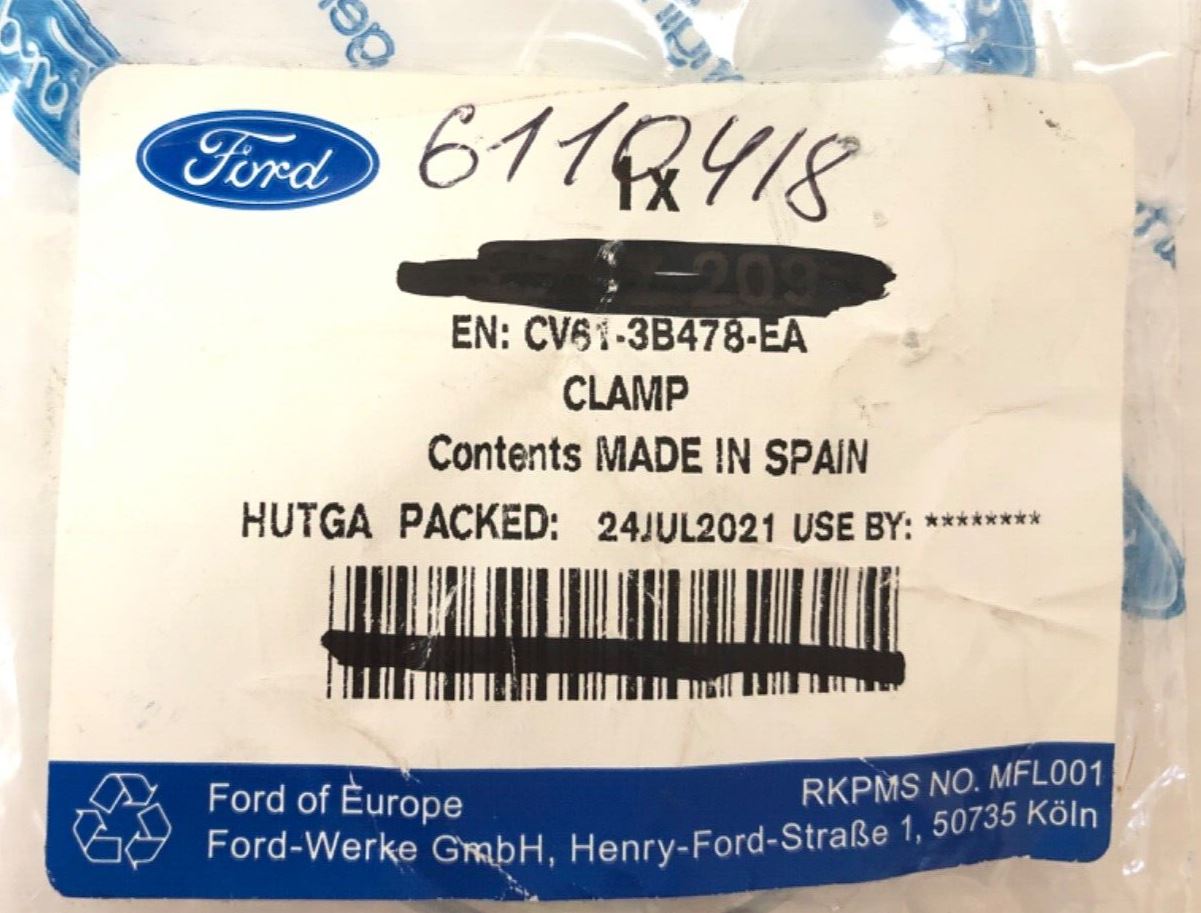 Ford
6110418
1x
209
EN: CV61-3B478-EA
CLAMP
Contents MADE IN SPAIN
HUTGA PACKED: 24JUL2021 USE BY: ********
Ford of Europe
RKPMS NO. MFL001
Ford-Werke GmbH, Henry-Ford-Straße 1, 50735 Köln